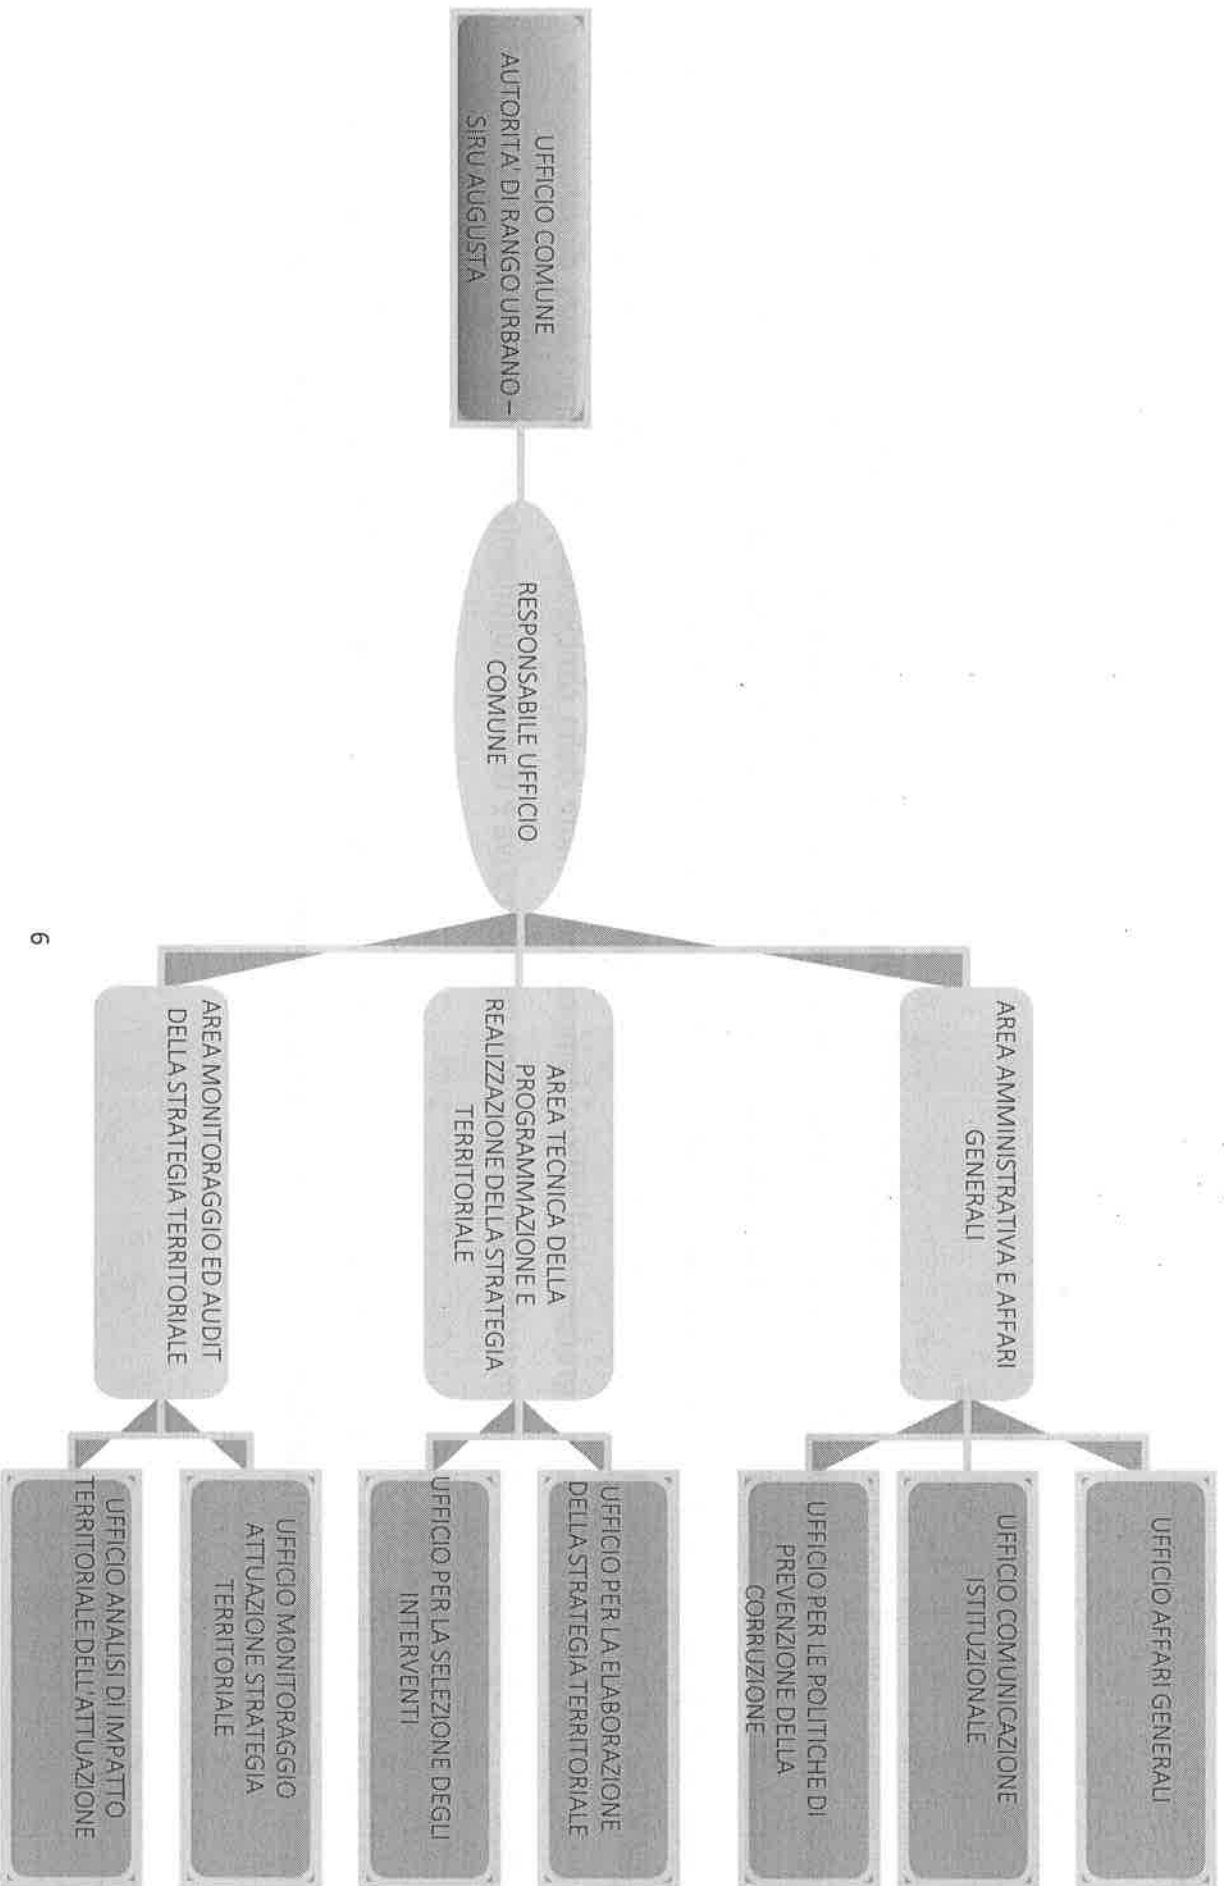 UFFICIO COMUNE
AUTORITA' DI RANGO URBANO –
SIRU AUGUSTA
RESPONSABILE UFFICIO
COMUNE
AREA AMMINISTRATIVA E AFFARI
GENERALI
UFFICIO AFFARI GENERALI
UFFICIO COMUNICAZIONE
ISTITUZIONALE
UFFICIO PER LE POLITICHE DI
PREVENZIONE DELLA
CORRUZIONE
AREA TECNICA DELLA
PROGRAMMAZIONE E
REALIZZAZIONE DELLA STRATEGIA
TERRITORIALE
UFFICIO PER LA ELABORAZIONE
DELLA STRATEGIA TERRITORIALE
UFFICIO PER LA SELEZIONE DEGLI
INTERVENTI
AREA MONITORAGGIO ED AUDIT
DELLA STRATEGIA TERRITORIALE
UFFICIO MONITORAGGIO
ATTUAZIONE STRATEGIA
TERRITORIALE
UFFICIO ANALISI DI IMPATTO
TERRITORIALE DELL'ATTUAZIONE
6